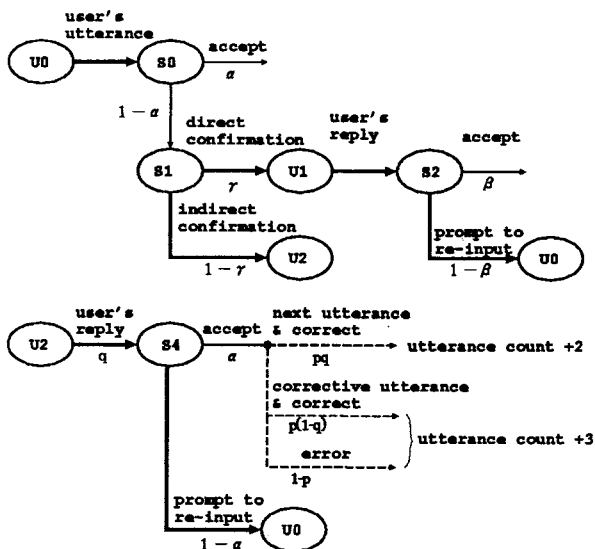 user's
utterance
accept
U0
S0
α
1 − α
direct
confirmation
user's
reply
accept
S1
γ
U1
S2
β
indirect
confirmation
prompt to
re-input
1 − γ
U2
1 − β
U0
user's
reply
accept
next utterance
& correct
U2
q
S4
α
pq
utterance count +2
corrective utterance
& correct
p(1-q)
utterance count +3
error
1-p
prompt to
re-input
U0
1 − α